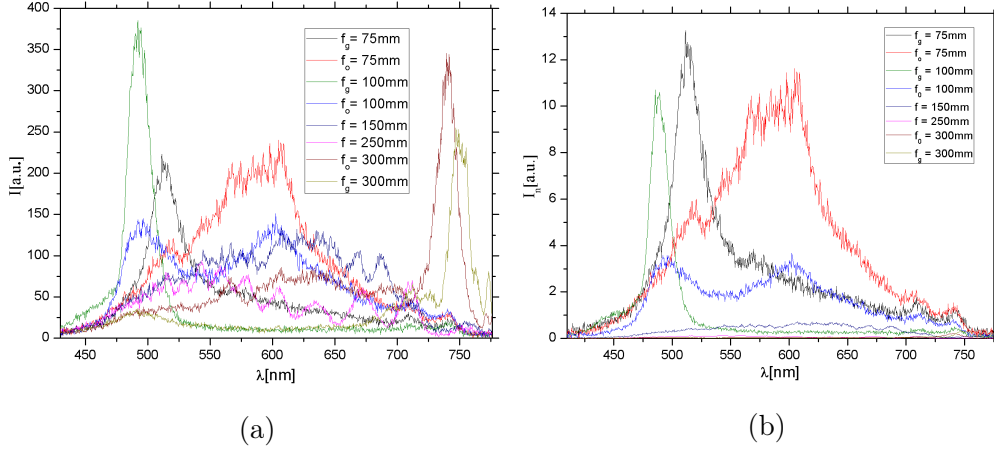 400
350
300
250
200
150
100
50
0
I[a.u.]
450 500 550 600 650 700 750
λ[nm]
f_g = 75mm
f_o = 75mm
f_g = 100mm
f_o = 100mm
f = 150mm
f = 250mm
f_o = 300mm
f_g = 300mm
(a)
14
12
10
8
6
4
2
0
I_n[a.u.]
450 500 550 600 650 700 750
λ[nm]
f_g = 75mm
f_o = 75mm
f_g = 100mm
f_0 = 100mm
f = 150mm
f = 250mm
f_0 = 300mm
f_g = 300mm
(b)